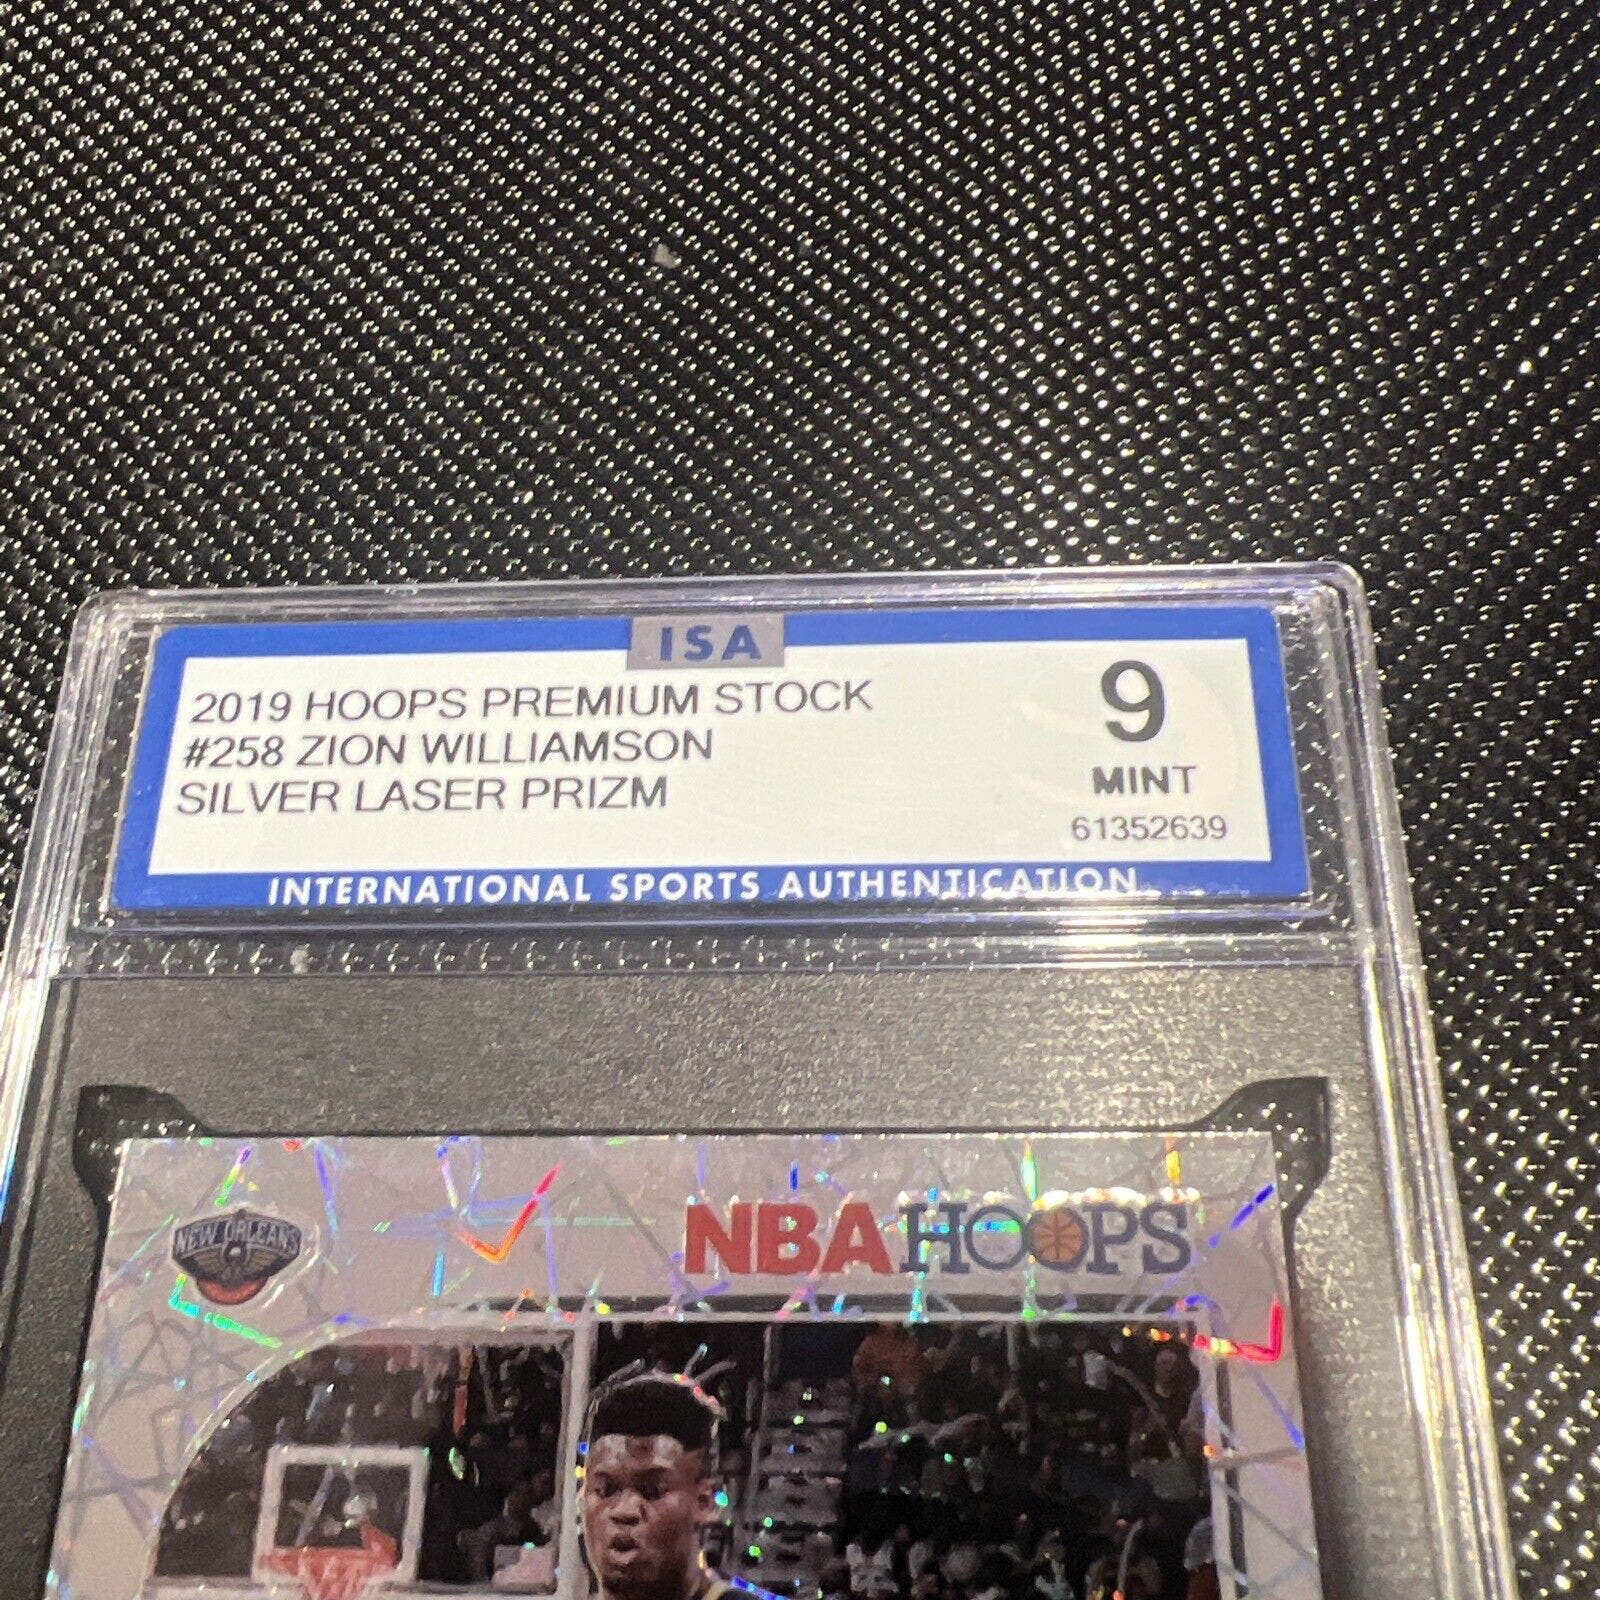 ISA
2019 HOOPS PREMIUM STOCK
#258 ZION WILLIAMSON
SILVER LASER PRIZM
9
MINT
61352639
INTERNATIONAL SPORTS AUTHENTICATION
NEW ORLEANS
NBA HOOPS